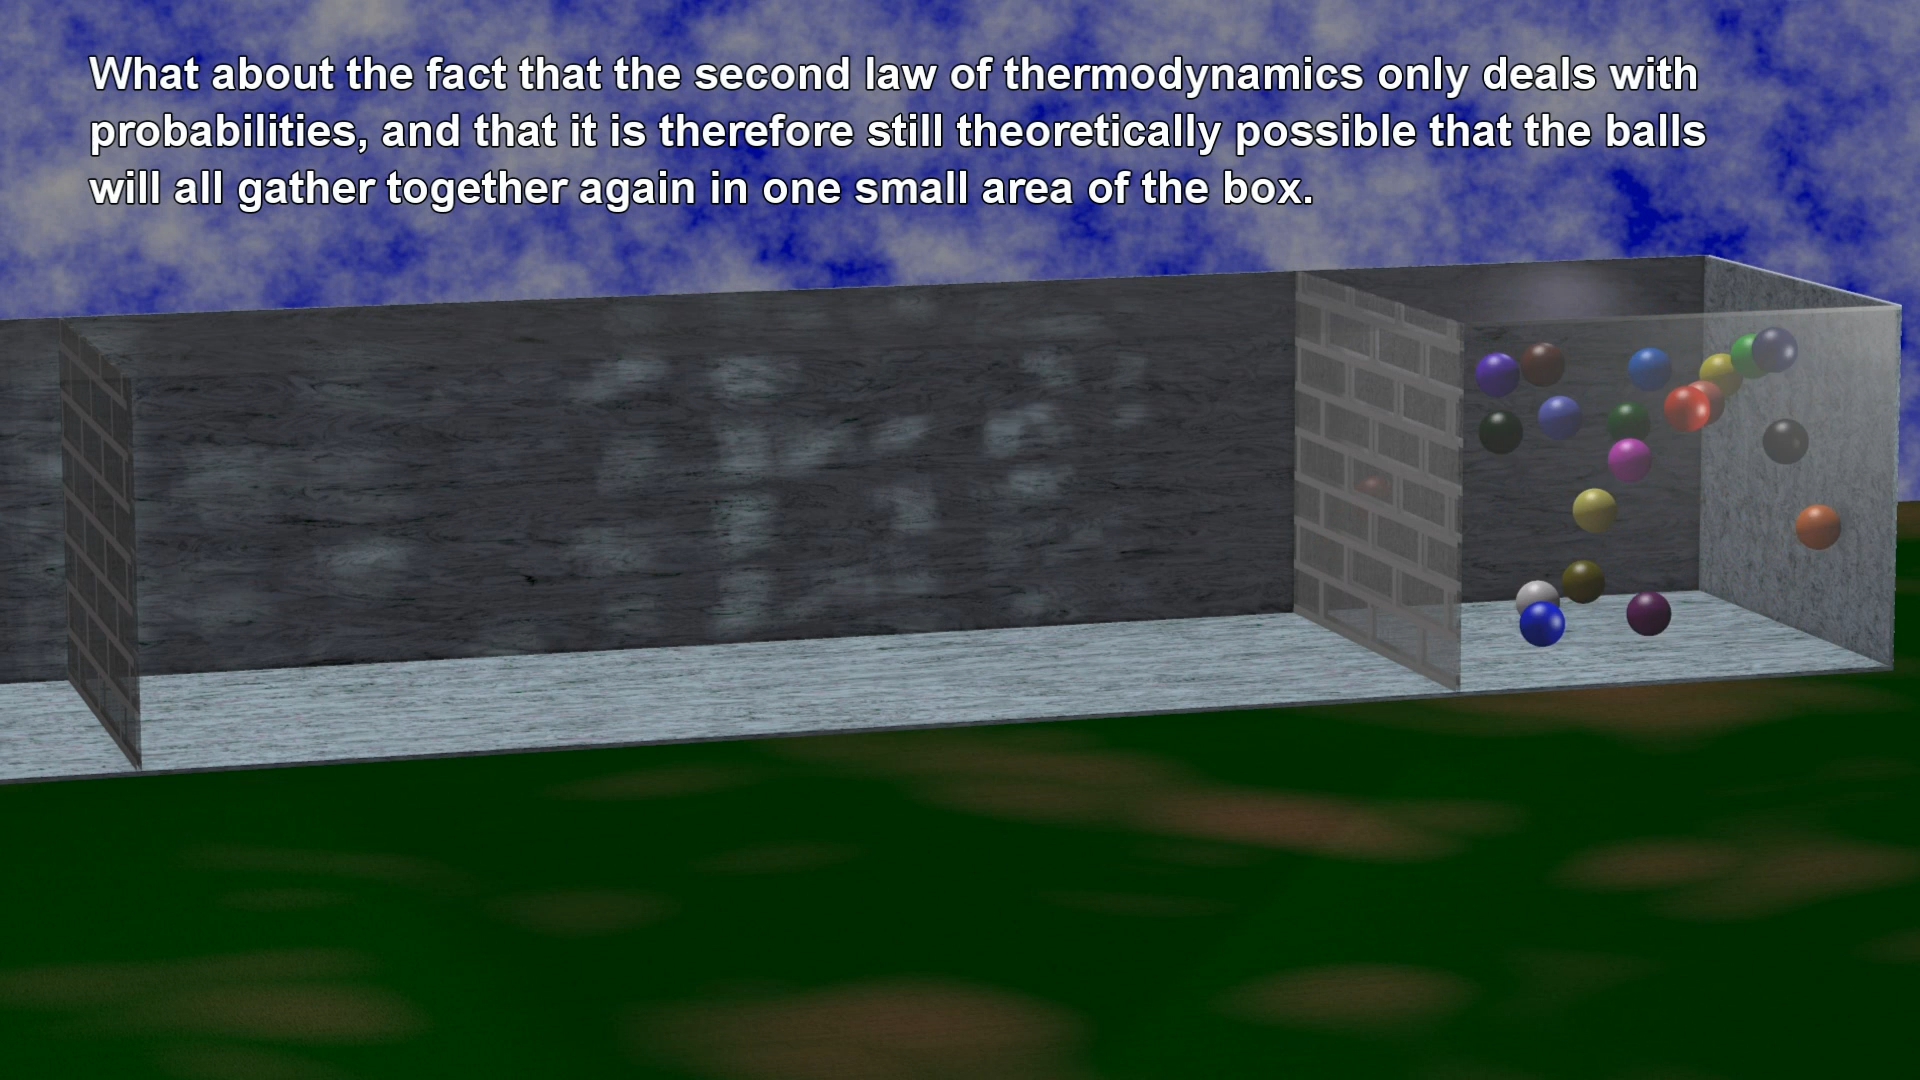 What about the fact that the second law of thermodynamics only deals with
probabilities, and that it is therefore still theoretically possible that the balls
will all gather together again in one small area of the box.